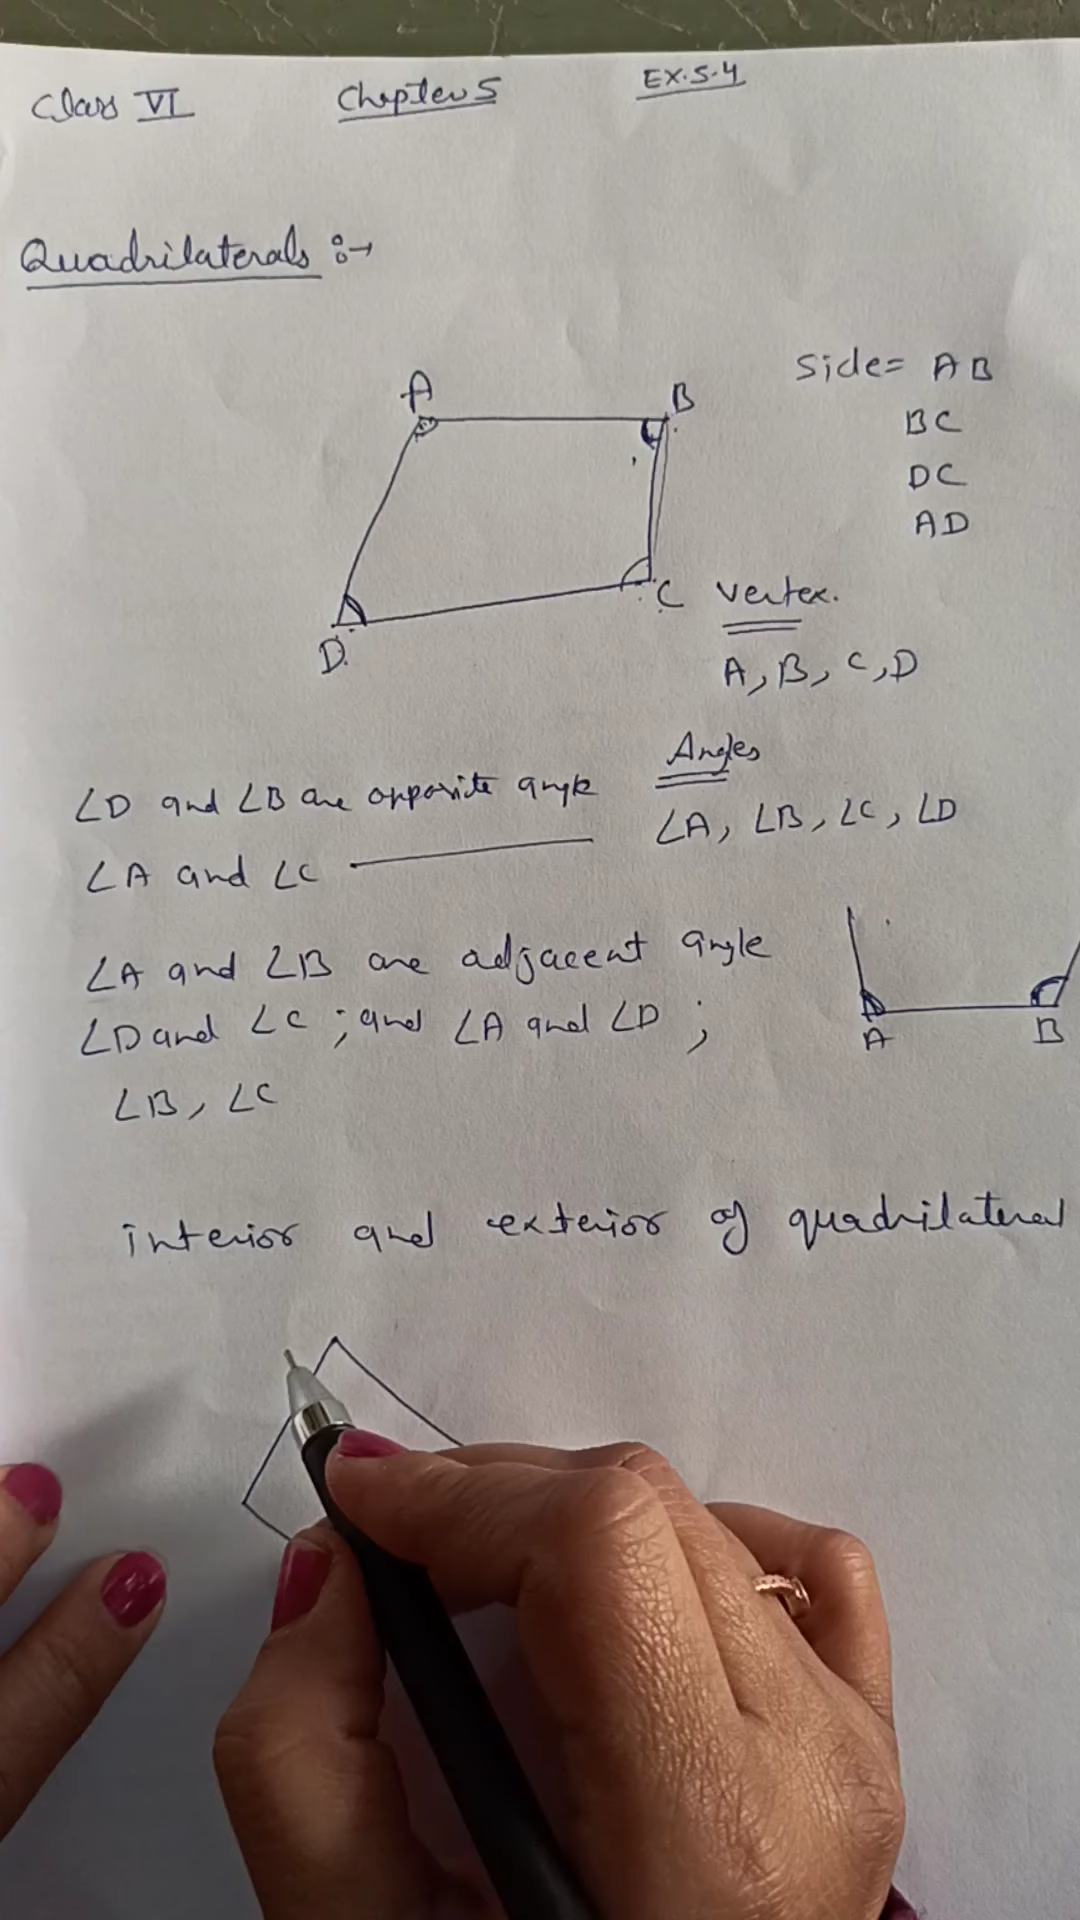 Class VI Chapter 5 EX.5.4
Quadrilaterals :→
A B
D C
Side = AB
BC
DC
AD
Vertex.
A, B, C, D
Angles
∠A, ∠B, ∠C, ∠D
∠D and ∠B are opposite angle
∠A and ∠C ———
∠A and ∠B are adjacent angle
∠D and ∠C ; and ∠A and ∠D ;
∠B, ∠C
A B
interior and exterior of quadrilateral